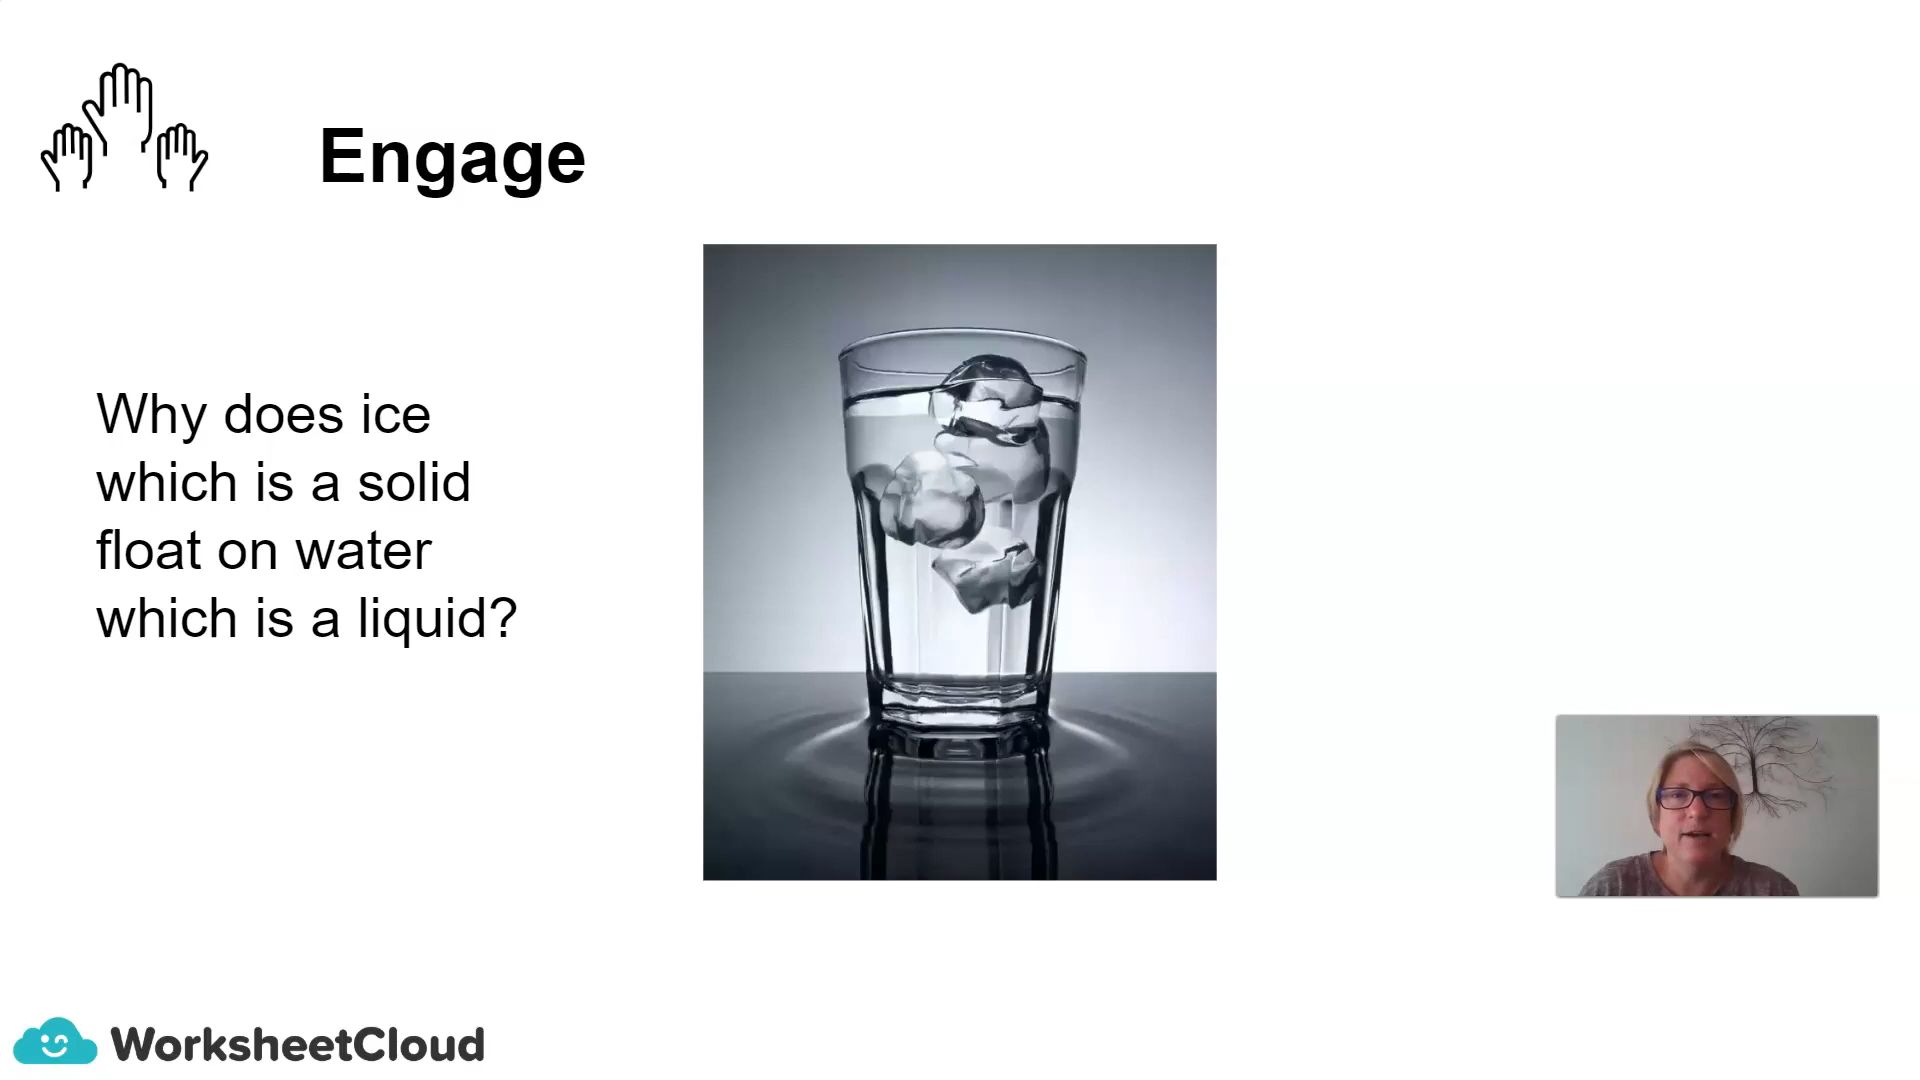 Engage
Why does ice
which is a solid
float on water
which is a liquid?
WorksheetCloud